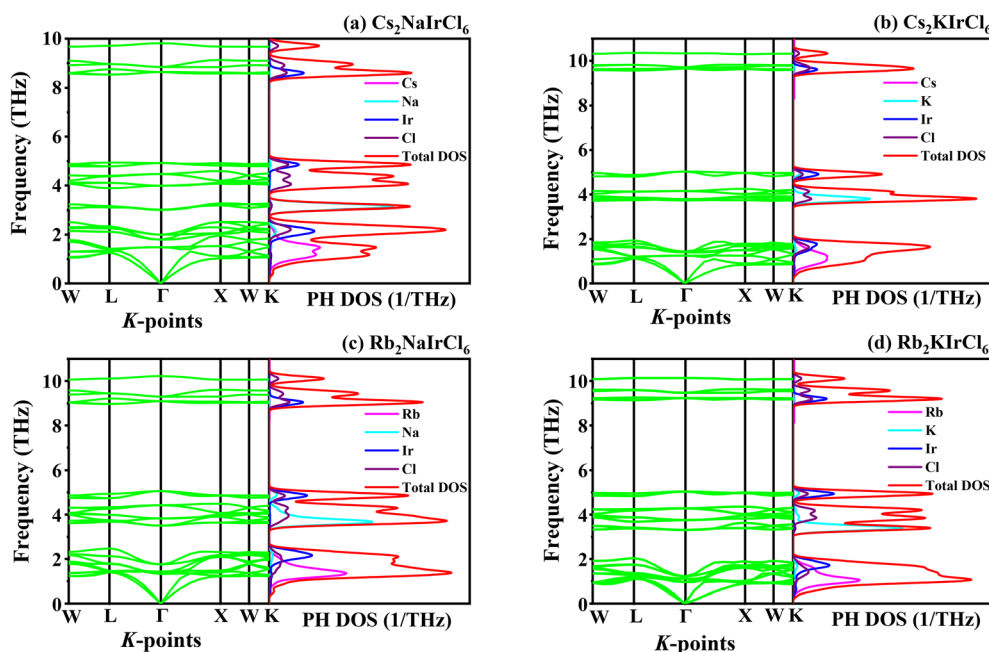 (a) Cs₂NaIrCl₆
Frequency (THz)
10
8
6
4
2
0
Cs
Na
Ir
Cl
Total DOS
W L Γ X W K PH DOS (1/THz)
K-points
(b) Cs₂KIrCl₆
Frequency (THz)
10
8
6
4
2
0
Cs
K
Ir
Cl
Total DOS
W L Γ X W K PH DOS (1/THz)
K-points
(c) Rb₂NaIrCl₆
Frequency (THz)
10
8
6
4
2
0
Rb
Na
Ir
Cl
Total DOS
W L Γ X W K PH DOS (1/THz)
K-points
(d) Rb₂KIrCl₆
Frequency (THz)
10
8
6
4
2
0
Rb
K
Ir
Cl
Total DOS
W L Γ X W K PH DOS (1/THz)
K-points